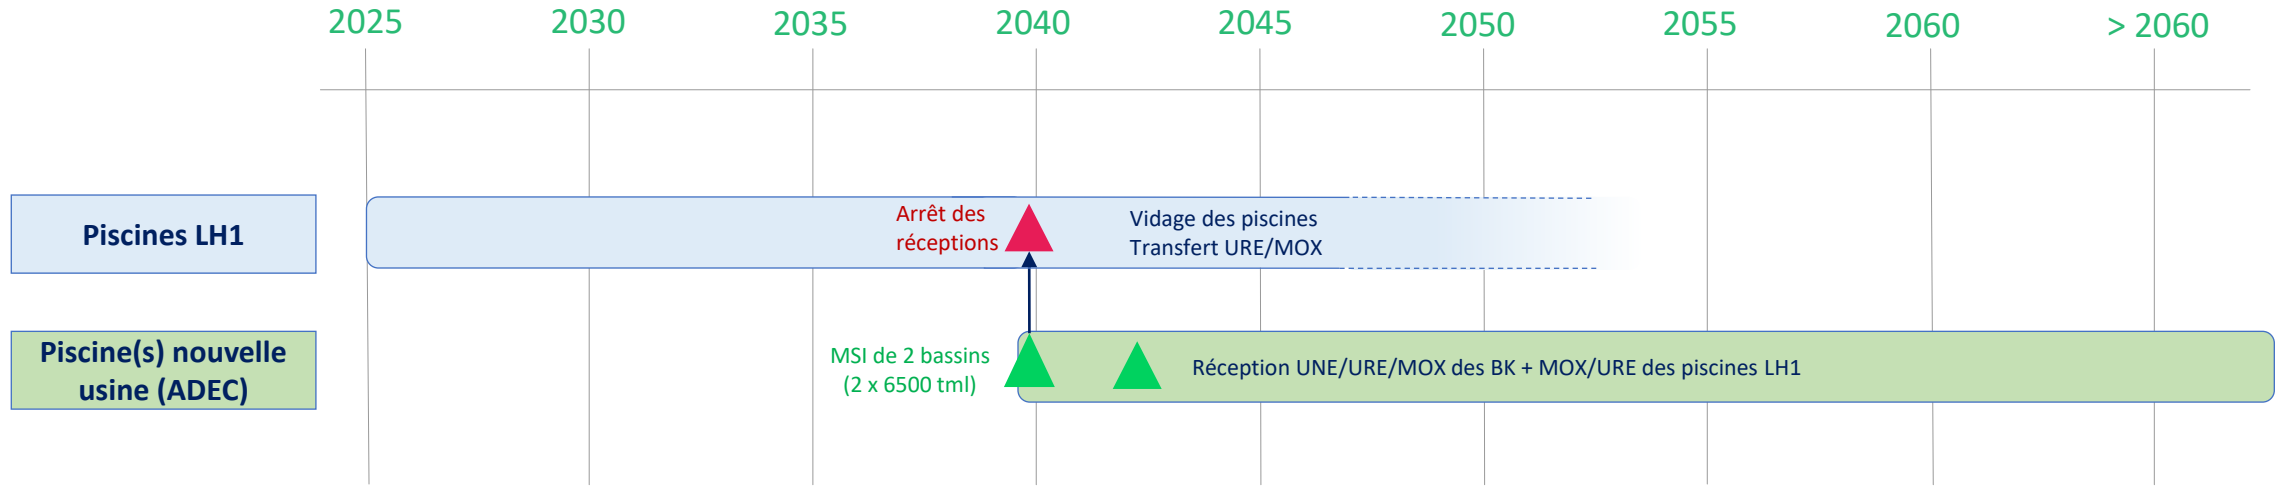 2025 2030 2035 2040 2045 2050 2055 2060 > 2060
Piscines LH1
Arrêt des
réceptions
Vidage des piscines
Transfert URE/MOX
Piscine(s) nouvelle
usine (ADEC)
MSI de 2 bassins
(2 x 6500 tml)
Réception UNE/URE/MOX des BK + MOX/URE des piscines LH1